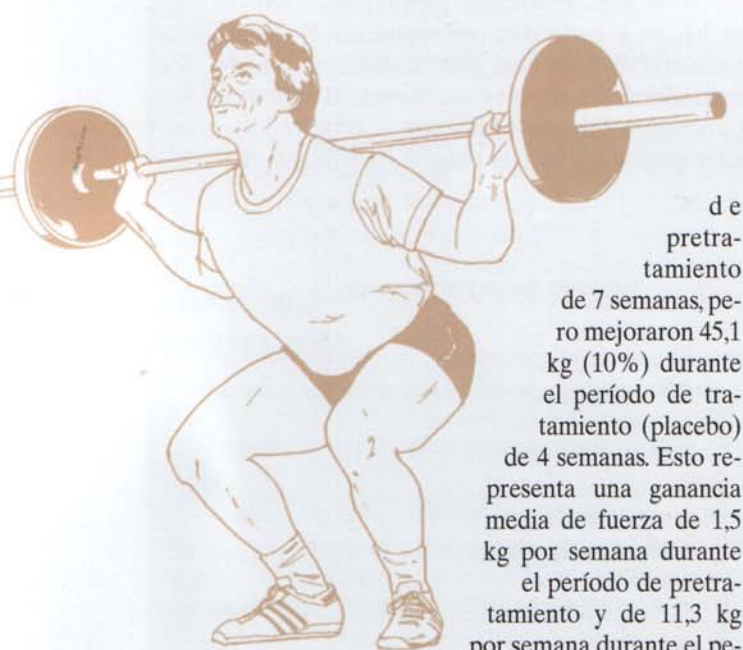 d e
pretra-
tamiento
de 7 semanas, pe-
ro mejoraron 45,1
kg (10%) durante
el período de tra-
tamiento (placebo)
de 4 semanas. Esto re-
presenta una ganancia
media de fuerza de 1,5
kg por semana durante
el período de pretra-
tamiento y de 11,3 kg
por semana durante el pe-